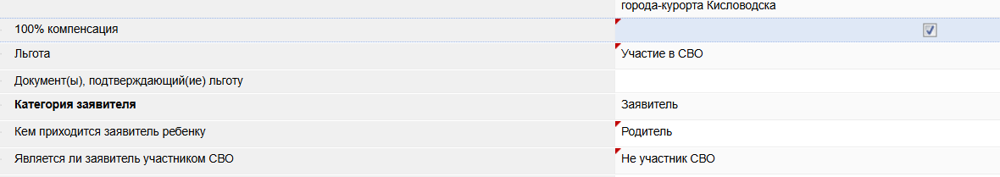 города-курорта Кисловодска
100% компенсация
Льгота
Участие в СВО
Документ(ы), подтверждающий(ие) льготу
Категория заявителя
Заявитель
Кем приходится заявитель ребенку
Родитель
Является ли заявитель участником СВО
Не участник СВО